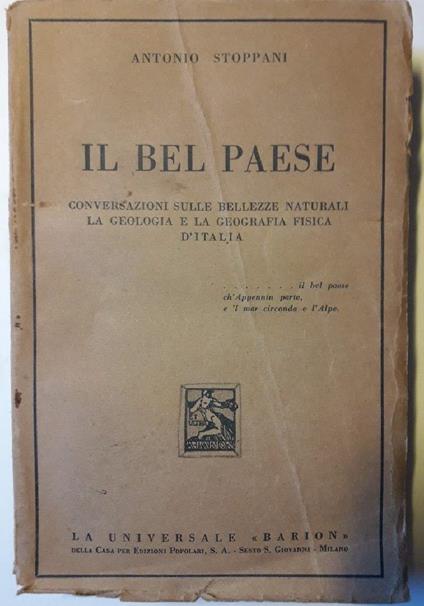 ANTONIO STOPPANI
IL BEL PAESE
CONVERSAZIONI SULLE BELLEZZE NATURALI
LA GEOLOGIA E LA GEOGRAFIA FISICA
D'ITALIA
. . . . . . . . il bel paese
ch'Appennin parte,
e 'l mar circonda e l'Alpe.
LA UNIVERSALE «BARION»
DELLA CASA PER EDIZIONI POPOLARI, S. A. - SESTO S. GIOVANNI - MILANO